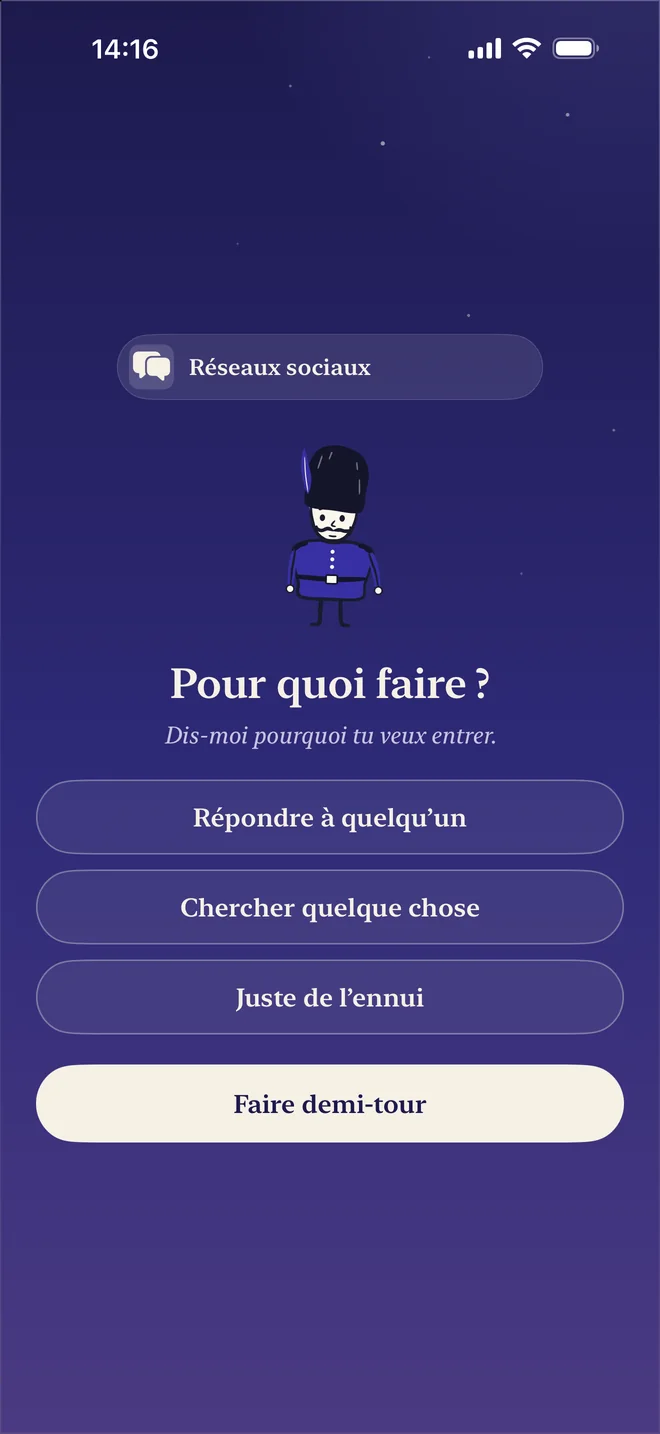 14:16
Réseaux sociaux
Pour quoi faire ?
Dis-moi pourquoi tu veux entrer.
Répondre à quelqu’un
Chercher quelque chose
Juste de l’ennui
Faire demi-tour